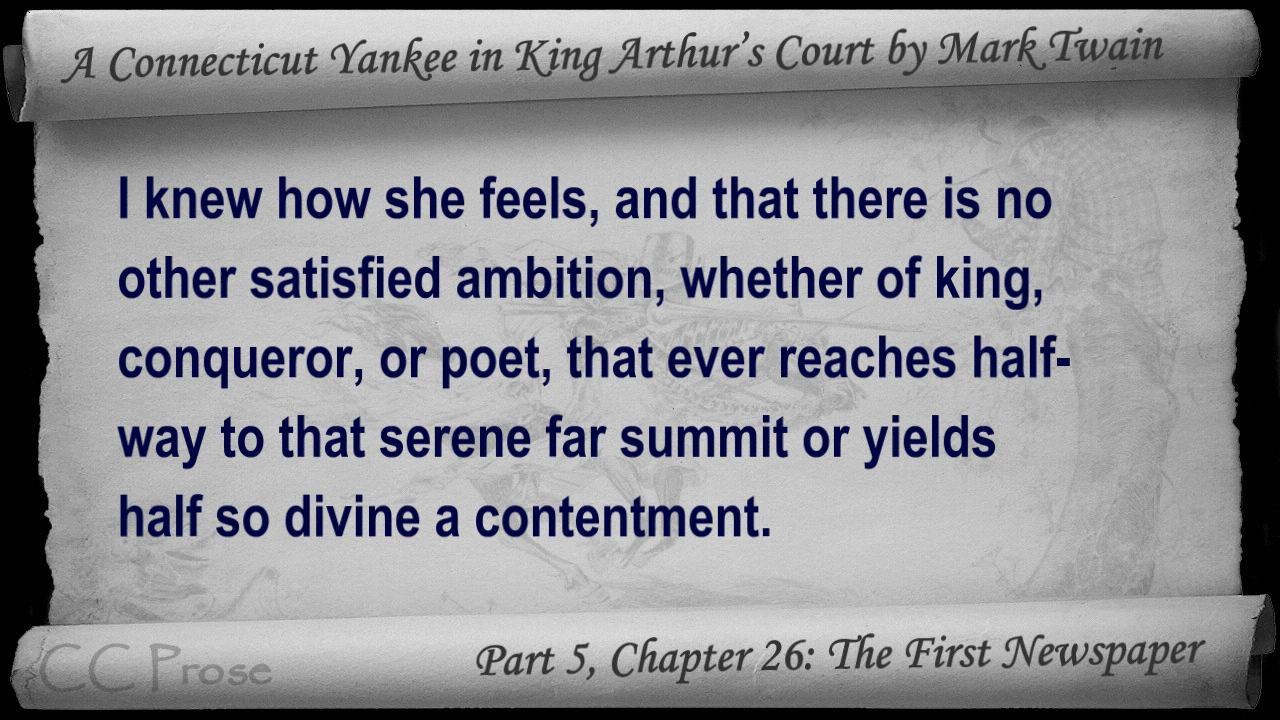 A Connecticut Yankee in King Arthur's Court by Mark Twain
I knew how she feels, and that there is no
other satisfied ambition, whether of king,
conqueror, or poet, that ever reaches half-
way to that serene far summit or yields
half so divine a contentment.
CC Prose
Part 5, Chapter 26: The First Newspaper